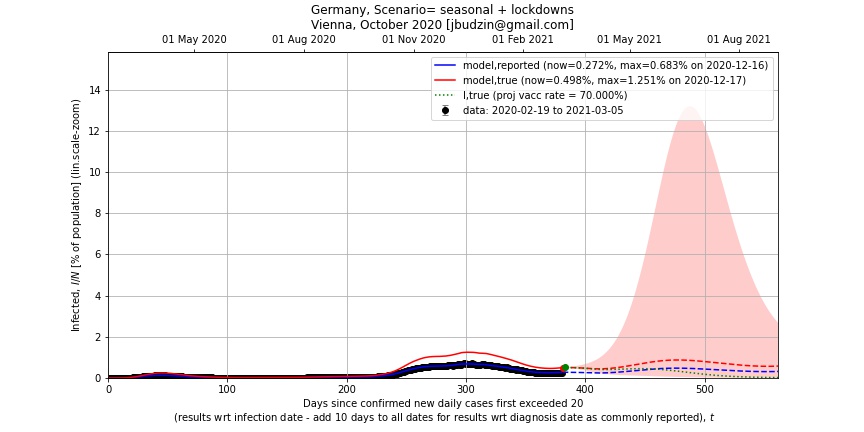 Germany, Scenario= seasonal + lockdowns
Vienna, October 2020 [jbudzin@gmail.com]
01 May 2020 01 Aug 2020 01 Nov 2020 01 Feb 2021 01 May 2021 01 Aug 2021
model,reported (now=0.272%, max=0.683% on 2020-12-16)
model,true (now=0.498%, max=1.251% on 2020-12-17)
I,true (proj vacc rate = 70.000%)
data: 2020-02-19 to 2021-03-05
Infected, I/N [% of population] (lin.scale-zoom)
14
12
10
8
6
4
2
0
0 100 200 300 400 500
Days since confirmed new daily cases first exceeded 20
(results wrt infection date - add 10 days to all dates for results wrt diagnosis date as commonly reported), t